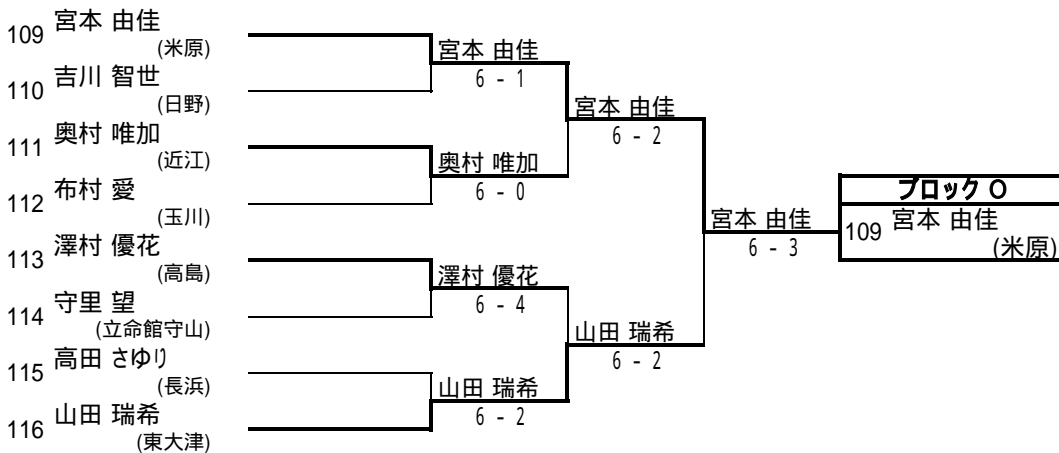 109 宮本 由佳
(米原)
110 吉川 智世
(日野)
111 奥村 唯加
(近江)
112 布村 愛
(玉川)
113 澤村 優花
(高島)
114 守里 望
(立命館守山)
115 高田 さゆり
(長浜)
116 山田 瑞希
(東大津)
宮本 由佳
6 - 1
奥村 唯加
6 - 0
澤村 優花
6 - 4
山田 瑞希
6 - 2
宮本 由佳
6 - 2
山田 瑞希
6 - 2
宮本 由佳
6 - 3
ブロック O
109 宮本 由佳
(米原)